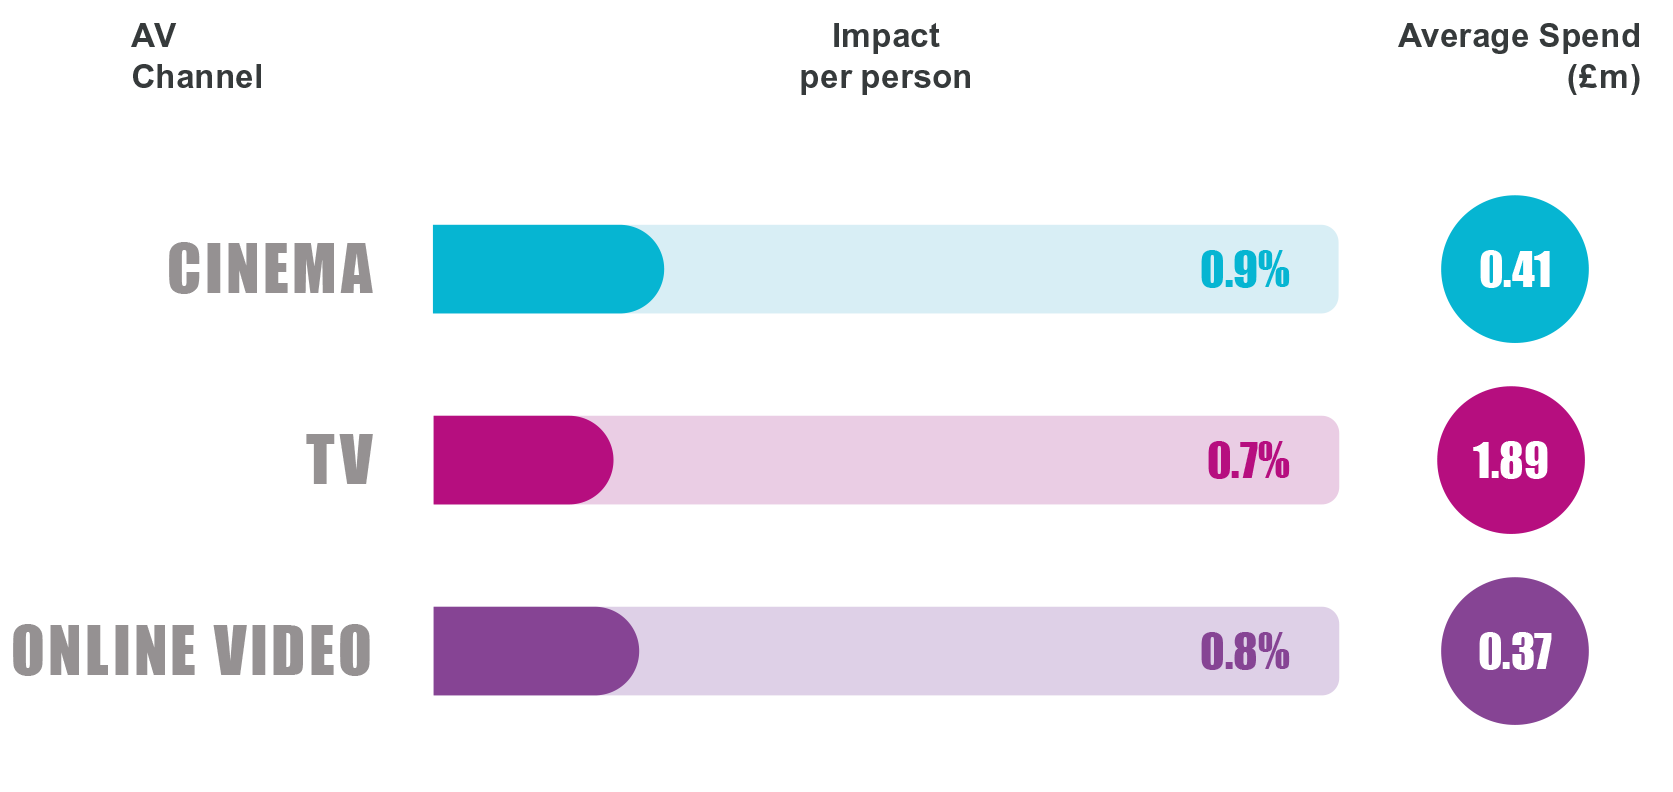 AV
Channel
Impact
per person
Average Spend
(£m)
CINEMA 0.9% 0.41
TV 0.7% 1.89
ONLINE VIDEO 0.8% 0.37